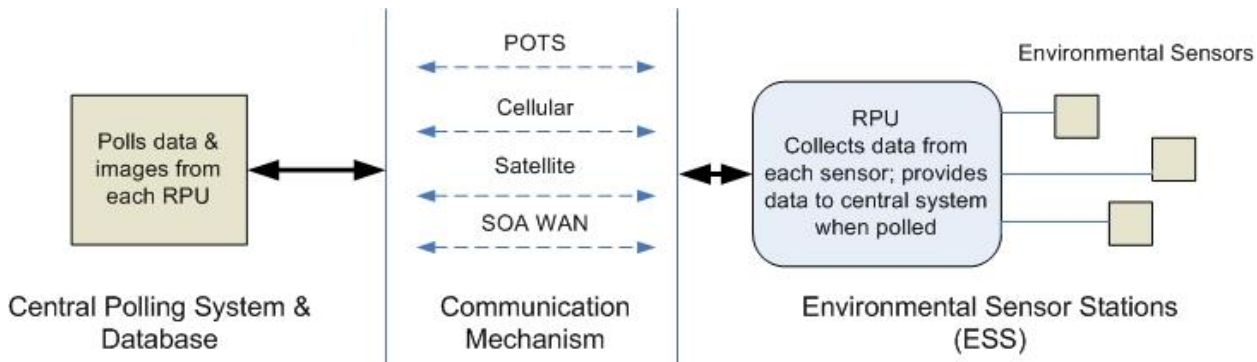 Polls data &
images from
each RPU
Central Polling System &
Database
POTS
Cellular
Satellite
SOA WAN
Communication
Mechanism
Environmental Sensors
RPU
Collects data from
each sensor; provides
data to central system
when polled
Environmental Sensor Stations
(ESS)